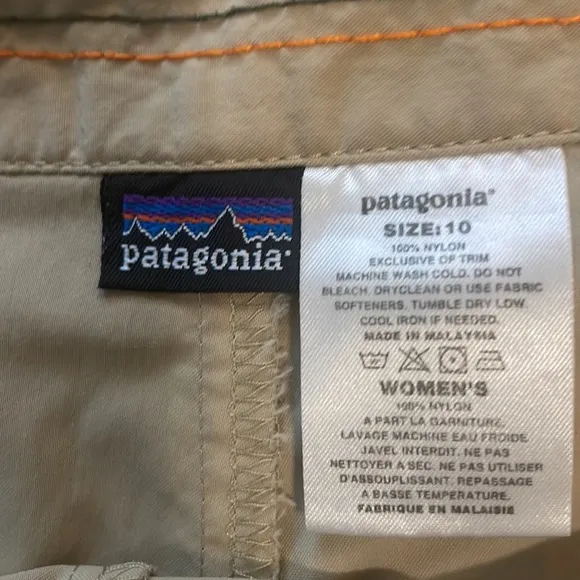 patagonia®
patagonia®
SIZE: 10
100% NYLON
EXCLUSIVE OF TRIM
MACHINE WASH COLD. DO NOT
BLEACH. DRYCLEAN OR USE FABRIC
SOFTENERS. TUMBLE DRY LOW.
COOL IRON IF NEEDED.
MADE IN MALAYSIA
WOMEN'S
100% NYLON
A PART LA GARNITURE.
LAVAGE MACHINE EAU FROIDE.
JAVEL INTERDIT. NE PAS
NETTOYER A SEC. NE PAS UTILISER
D'ASSOUPLISSANT. REPASSAGE
A BASSE TEMPERATURE.
FABRIQUE EN MALAISIE